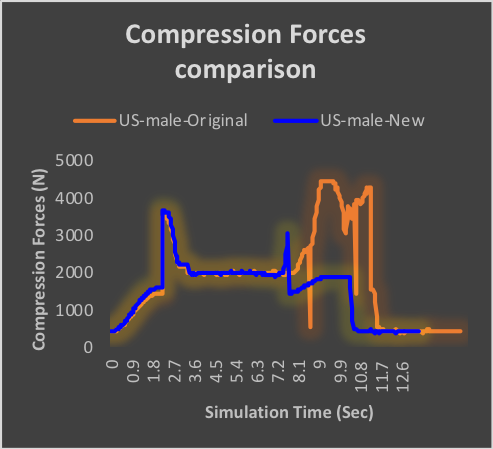 Compression Forces
comparison
US-male-Original US-male-New
Compression Forces (N)
5000
4000
3000
2000
1000
0
0 0.9 1.8 2.7 3.6 4.5 5.4 6.3 7.2 8.1 9 9.9 10.8 11.7 12.6
Simulation Time (Sec)